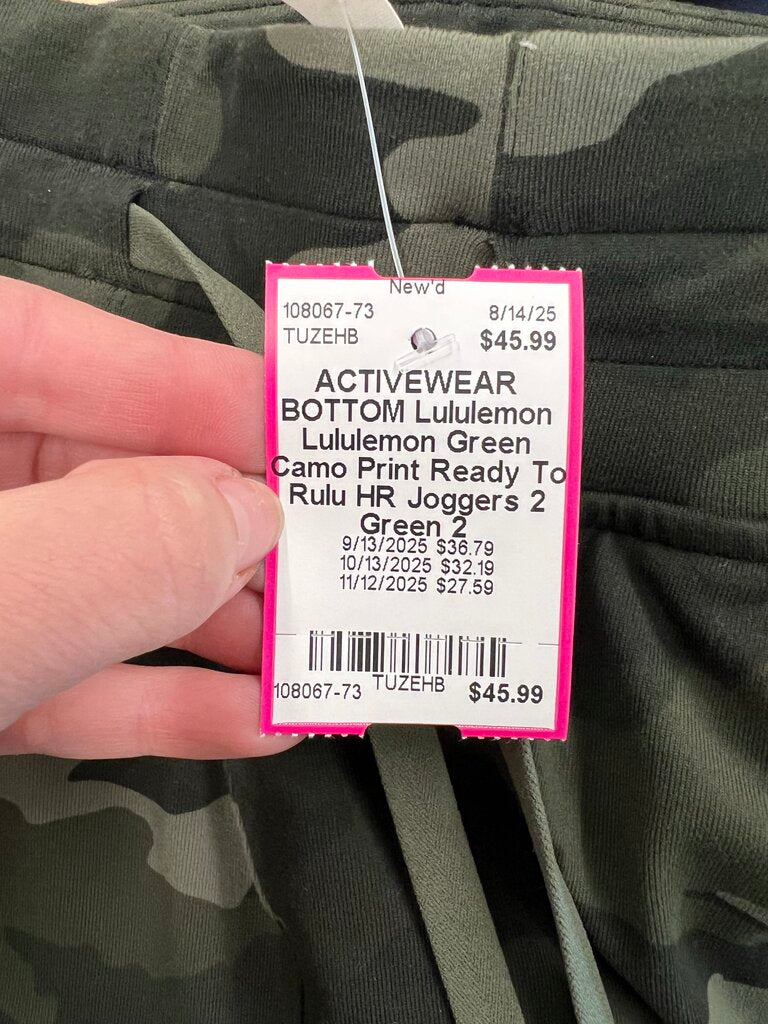 New'd
108067-73 8/14/25
TUZEHB $45.99
ACTIVEWEAR
BOTTOM Lululemon
Lululemon Green
Camo Print Ready To
Rulu HR Joggers 2
Green 2
9/13/2025 $36.79
10/13/2025 $32.19
11/12/2025 $27.59
108067-73 TUZEHB $45.99